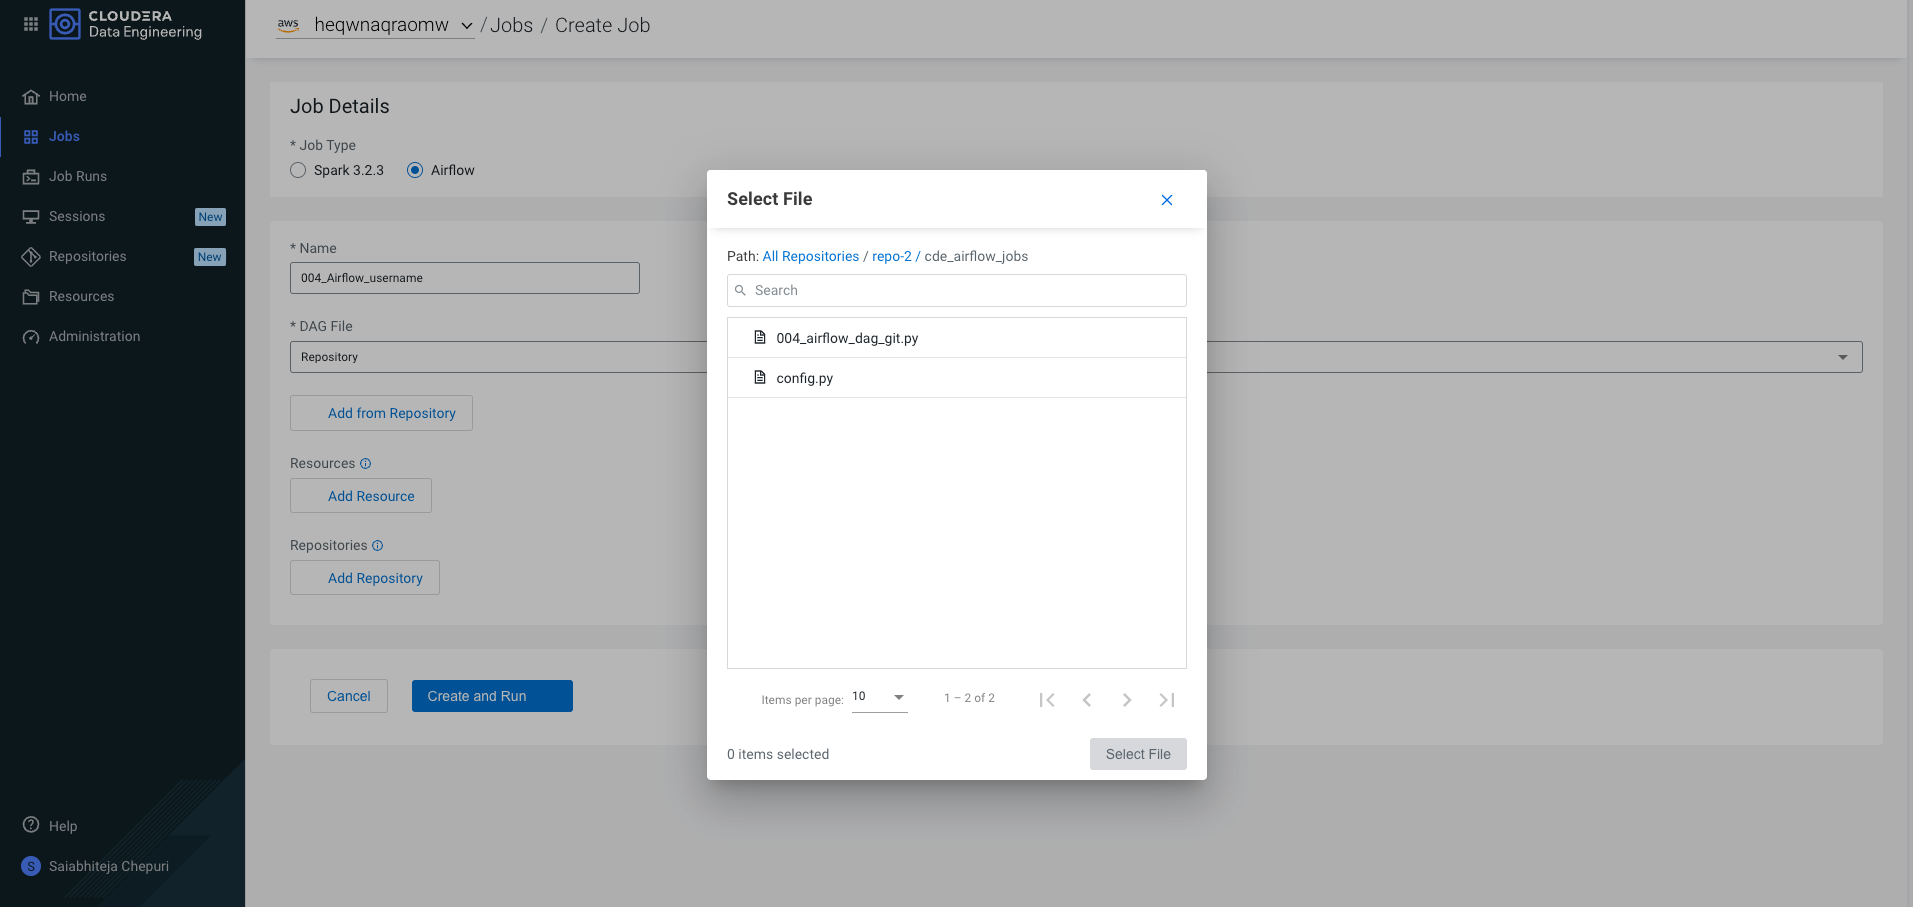 CLOUDERA
Data Engineering
Home
Jobs
Job Runs
Sessions New
Repositories New
Resources
Administration
Help
S Saiabhiteja Chepuri
aws heqwnaqraomw / Jobs / Create Job
Job Details
* Job Type
Spark 3.2.3 Airflow
* Name
004_Airflow_username
* DAG File
Repository
Add from Repository
Resources
Add Resource
Repositories
Add Repository
Cancel Create and Run
Select File
Path: All Repositories / repo-2 / cde_airflow_jobs
Search
004_airflow_dag_git.py
config.py
Items per page: 10 1 – 2 of 2
0 items selected Select File